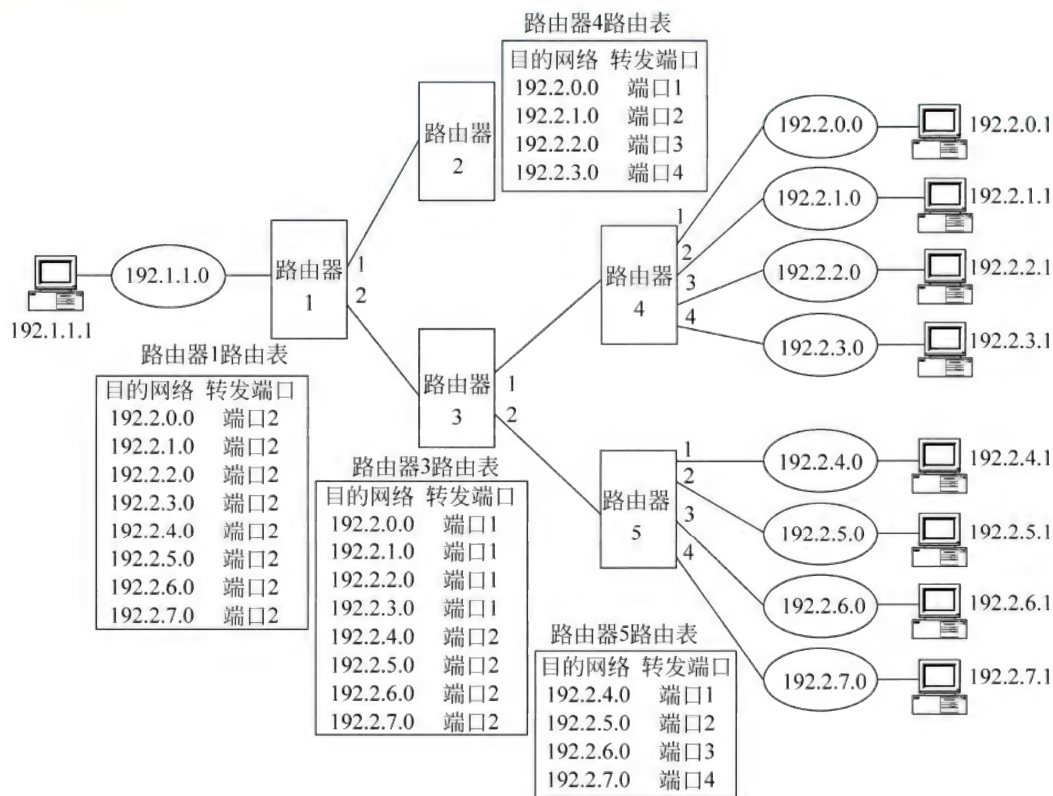 路由器4路由表
目的网络 转发端口
192.2.0.0 端口1
192.2.1.0 端口2
192.2.2.0 端口3
192.2.3.0 端口4
路由器
2
192.1.1.1
192.1.1.0
路由器
1
1
2
路由器
3
1
2
路由器
4
1
2
3
4
192.2.0.0
192.2.0.1
192.2.1.0
192.2.1.1
192.2.2.0
192.2.2.1
192.2.3.0
192.2.3.1
路由器
5
1
2
3
4
192.2.4.0
192.2.4.1
192.2.5.0
192.2.5.1
192.2.6.0
192.2.6.1
192.2.7.0
192.2.7.1
路由器1路由表
目的网络 转发端口
192.2.0.0 端口2
192.2.1.0 端口2
192.2.2.0 端口2
192.2.3.0 端口2
192.2.4.0 端口2
192.2.5.0 端口2
192.2.6.0 端口2
192.2.7.0 端口2
路由器3路由表
目的网络 转发端口
192.2.0.0 端口1
192.2.1.0 端口1
192.2.2.0 端口1
192.2.3.0 端口1
192.2.4.0 端口2
192.2.5.0 端口2
192.2.6.0 端口2
192.2.7.0 端口2
路由器5路由表
目的网络 转发端口
192.2.4.0 端口1
192.2.5.0 端口2
192.2.6.0 端口3
192.2.7.0 端口4